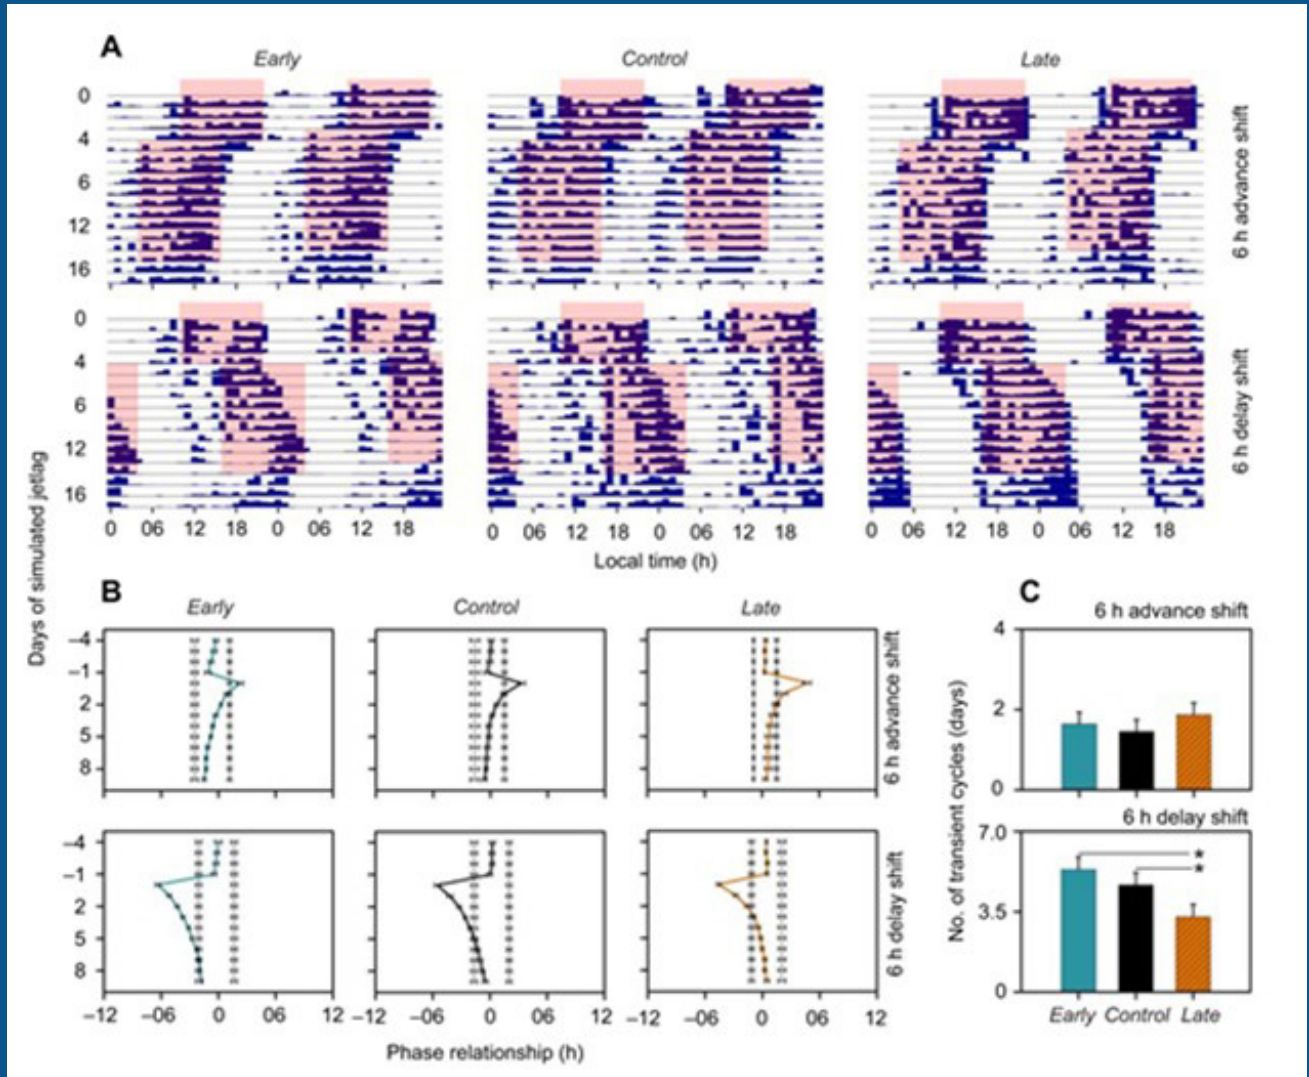 A
Early Control Late
0
4
6
12
16
6 h advance shift
0
4
6
12
16
6 h delay shift
0 06 12 18 0 06 12 18 0 06 12 18 0 06 12 18 0 06 12 18 0 06 12 18
Local time (h)
Days of simulated jetlag
B
Early Control Late
–4
–1
2
5
8
6 h advance shift
–4
–1
2
5
8
6 h delay shift
–12 –06 0 06 12 –12 –06 0 06 12 –12 –06 0 06 12
Phase relationship (h)
C
6 h advance shift
4
2
0
6 h delay shift
7.0
3.5
0
*
*
No. of transient cycles (days)
Early Control Late